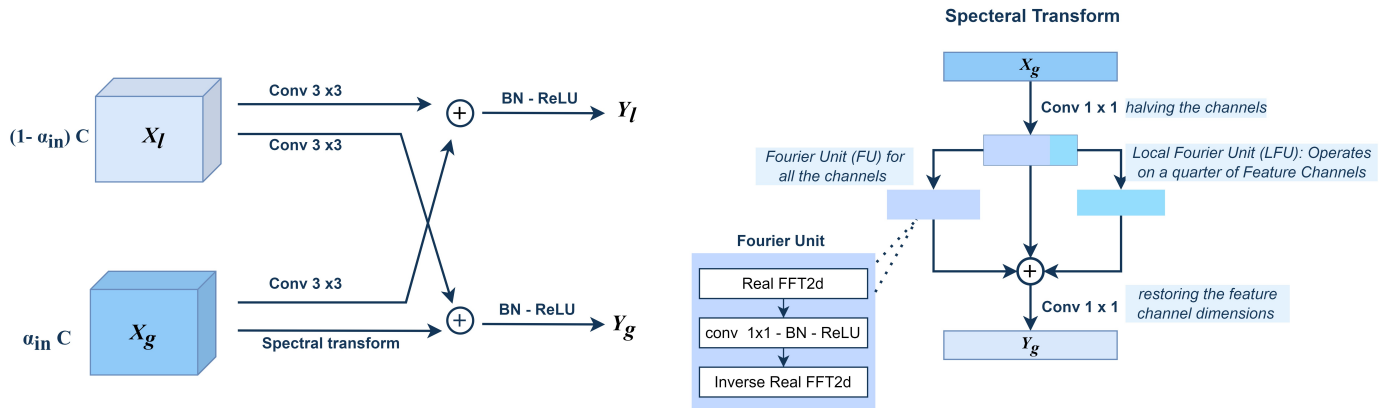 (1- αin) C
Xl
Conv 3 x3
Conv 3 x3
BN - ReLU
Yl
αin C
Xg
Conv 3 x3
Spectral transform
BN - ReLU
Yg
Specteral Transform
Xg
Conv 1 x 1 halving the channels
Fourier Unit (FU) for
all the channels
Local Fourier Unit (LFU): Operates
on a quarter of Feature Channels
Fourier Unit
Real FFT2d
conv 1x1 - BN - ReLU
Inverse Real FFT2d
+
+
+
Conv 1 x 1
restoring the feature
channel dimensions
Yg